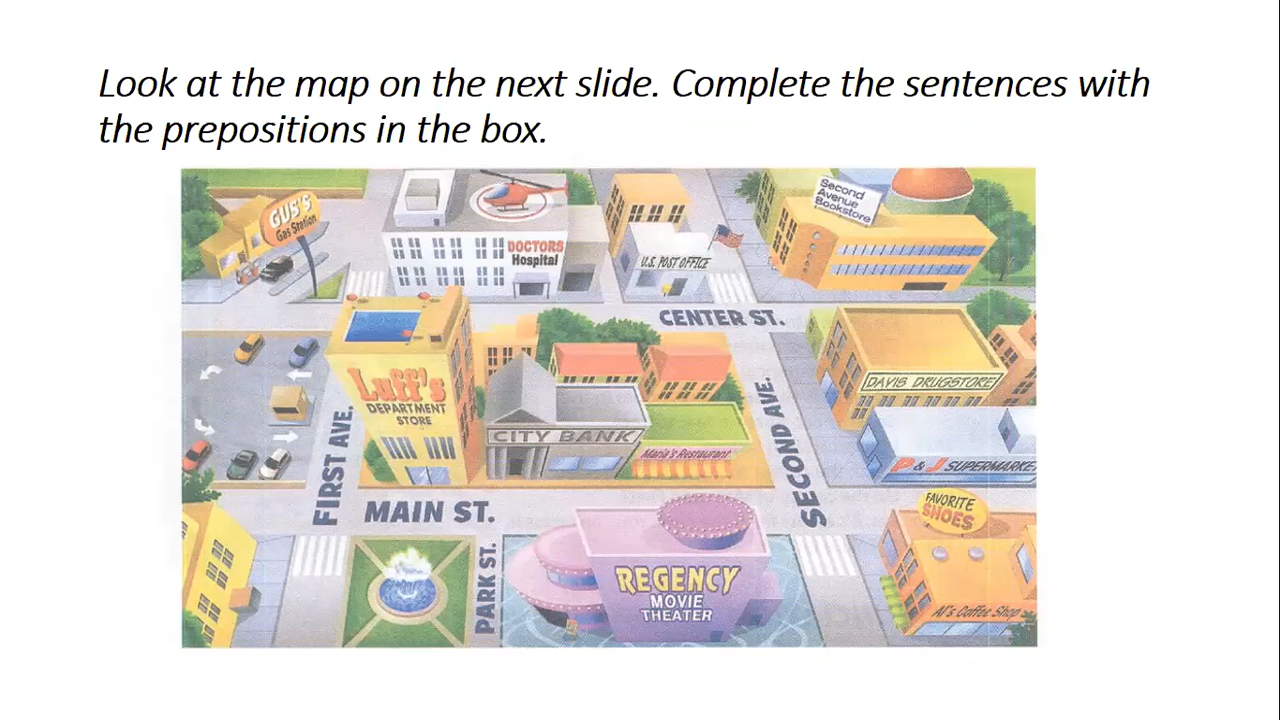 Look at the map on the next slide. Complete the sentences with
the prepositions in the box.
GUS'S
Gas Station
DOCTORS
Hospital
U.S. POST OFFICE
Second
Avenue
Bookstore
CENTER ST.
Luff's
DEPARTMENT
STORE
CITY BANK
Maria's Restaurant
DAVIS DRUGSTORE
P & J SUPERMARKE
FIRST AVE.
SECOND AVE.
MAIN ST.
PARK ST.
REGENCY
MOVIE
THEATER
FAVORITE
SHOES
Al's Coffee Shop